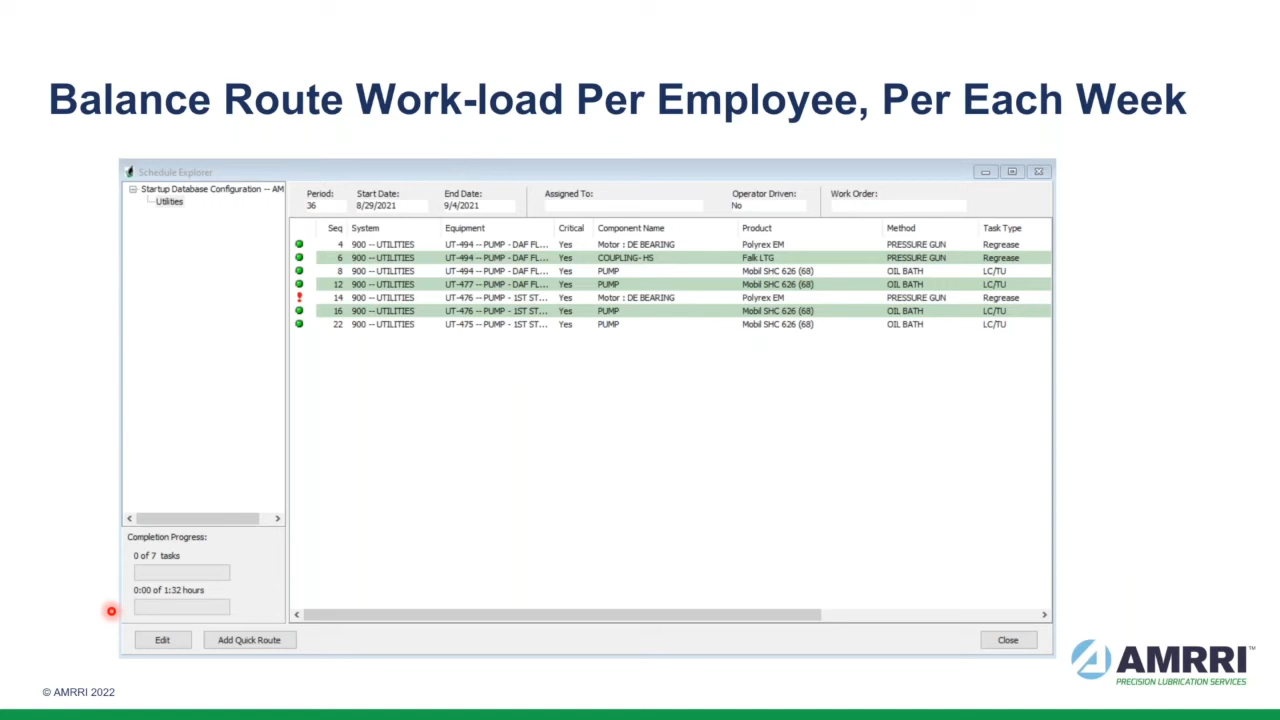 Balance Route Work-load Per Employee, Per Each Week
Schedule Explorer
Startup Database Configuration -- AM
Utilities
Period: Start Date: End Date: Assigned To: Operator Driven: Work Order:
36 8/29/2021 9/4/2021 No
Seq System Equipment Critical Component Name Product Method Task Type
4 900 -- UTILITIES UT-494 -- PUMP - DAF FL... Yes Motor : DE BEARING Polyrex EM PRESSURE GUN Regrease
6 900 -- UTILITIES UT-494 -- PUMP - DAF FL... Yes COUPLING- HS Falk LTG PRESSURE GUN Regrease
8 900 -- UTILITIES UT-494 -- PUMP - DAF FL... Yes PUMP Mobil SHC 626 (68) OIL BATH LC/TU
12 900 -- UTILITIES UT-477 -- PUMP - DAF FL... Yes PUMP Mobil SHC 626 (68) OIL BATH LC/TU
14 900 -- UTILITIES UT-476 -- PUMP - 1ST ST... Yes Motor : DE BEARING Polyrex EM PRESSURE GUN Regrease
16 900 -- UTILITIES UT-476 -- PUMP - 1ST ST... Yes PUMP Mobil SHC 626 (68) OIL BATH LC/TU
22 900 -- UTILITIES UT-475 -- PUMP - 1ST ST... Yes PUMP Mobil SHC 626 (68) OIL BATH LC/TU
Completion Progress:
0 of 7 tasks
0:00 of 1:32 hours
Edit Add Quick Route Close
AMRRI™
PRECISION LUBRICATION SERVICES
© AMRRI 2022